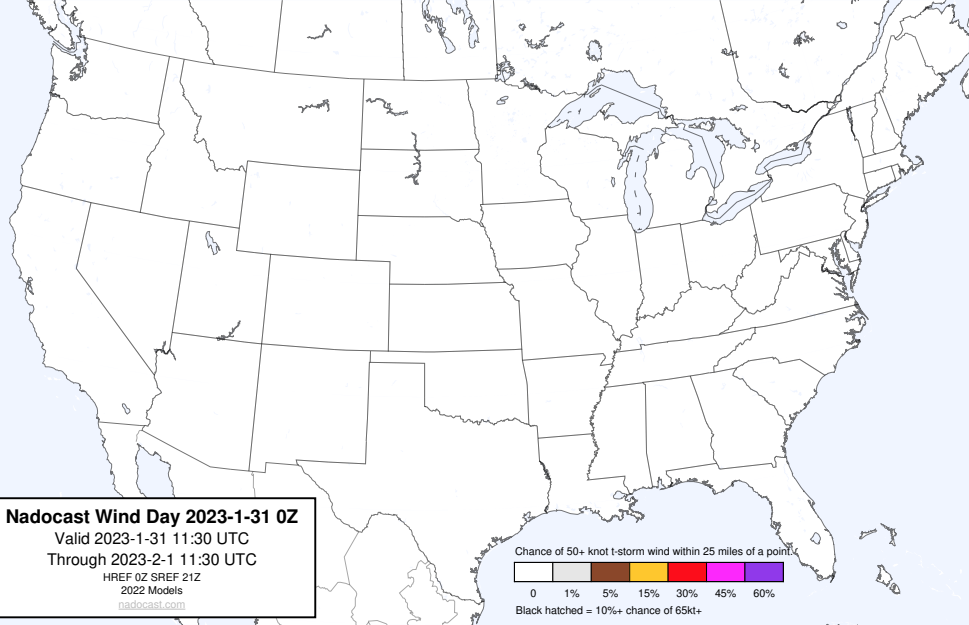 Nadocast Wind Day 2023-1-31 0Z
Valid 2023-1-31 11:30 UTC
Through 2023-2-1 11:30 UTC
HREF 0Z SREF 21Z
2022 Models
nadocast.com
Chance of 50+ knot t-storm wind within 25 miles of a point.
0 1% 5% 15% 30% 45% 60%
Black hatched = 10%+ chance of 65kt+